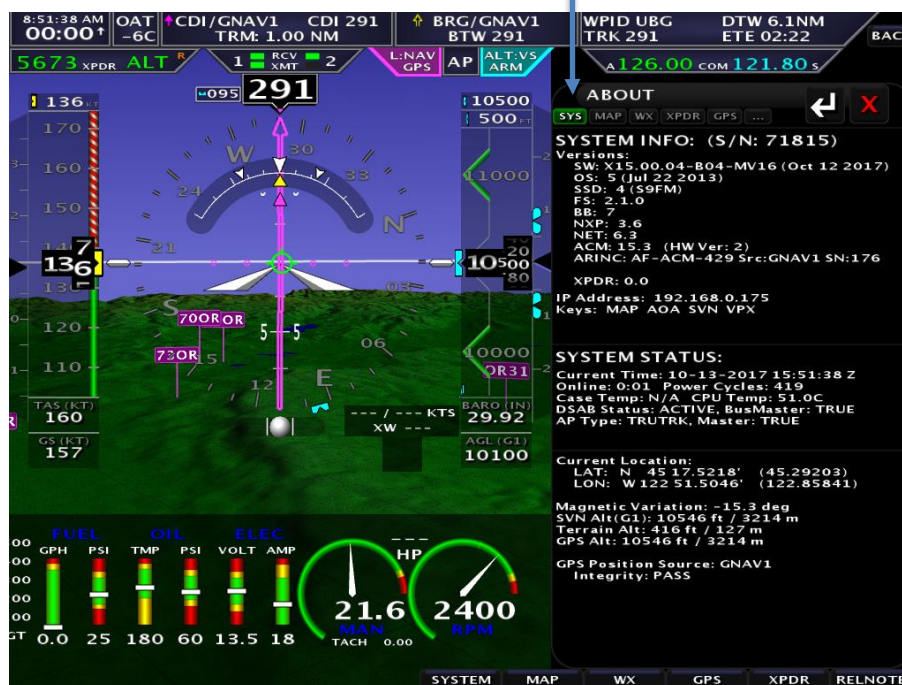 8:51:38 AM OAT CDI/GNAV1 CDI 291 BRG/GNAV1 WPID UBG DTW 6.1NM
00:00↑ -6C TRM: 1.00 NM BTW 291 TRK 291 ETE 02:22 BAC
5673 XPDR ALT R 1 RCV XMT 2 L:NAV GPS AP ALT:VS ARM A 126.00 COM 121.80 S
095 291
136 KT
10500
500 FT
170
160
150
136
7
130
120
110
W
30
33
N
03
06
E
12
15
S
21
11000
10500
20
80
10000
70OR
OR
5 5
OR31
TAS (KT)
160
GS (KT)
157
--- / --- KTS
XW ---
BARO (IN)
29.92
AGL (G1)
10100
FUEL OIL ELEC
GPH PSI TMP PSI VOLT AMP
0.0 25 180 60 13.5 18
---
HP
21.6
MAN
TACH 0.00
2400
RPM
ABOUT
X
SYS MAP WX XPDR GPS ...
SYSTEM INFO: (S/N: 71815)
Versions:
SW: X15.00.04-B04-MV16 (Oct 12 2017)
OS: 5 (Jul 22 2013)
SSD: 4 (S9FM)
FS: 2.1.0
BB: 7
NXP: 3.6
NET: 6.3
ACM: 15.3 (HW Ver: 2)
ARINC: AF-ACM-429 Src:GNAV1 SN:176
XPDR: 0.0
IP Address: 192.168.0.175
Keys: MAP AOA SVN VPX
SYSTEM STATUS:
Current Time: 10-13-2017 15:51:38 Z
Online: 0:01 Power Cycles: 419
Case Temp: N/A CPU Temp: 51.0C
DSAB Status: ACTIVE, BusMaster: TRUE
AP Type: TRUTRK, Master: TRUE
Current Location:
LAT: N 45 17.5218' (45.29203)
LON: W 122 51.5046' (122.85841)
Magnetic Variation: -15.3 deg
SVN Alt(G1): 10546 ft / 3214 m
Terrain Alt: 416 ft / 127 m
GPS Alt: 10546 ft / 3214 m
GPS Position Source: GNAV1
Integrity: PASS
SYSTEM MAP WX GPS XPDR RELNOTE